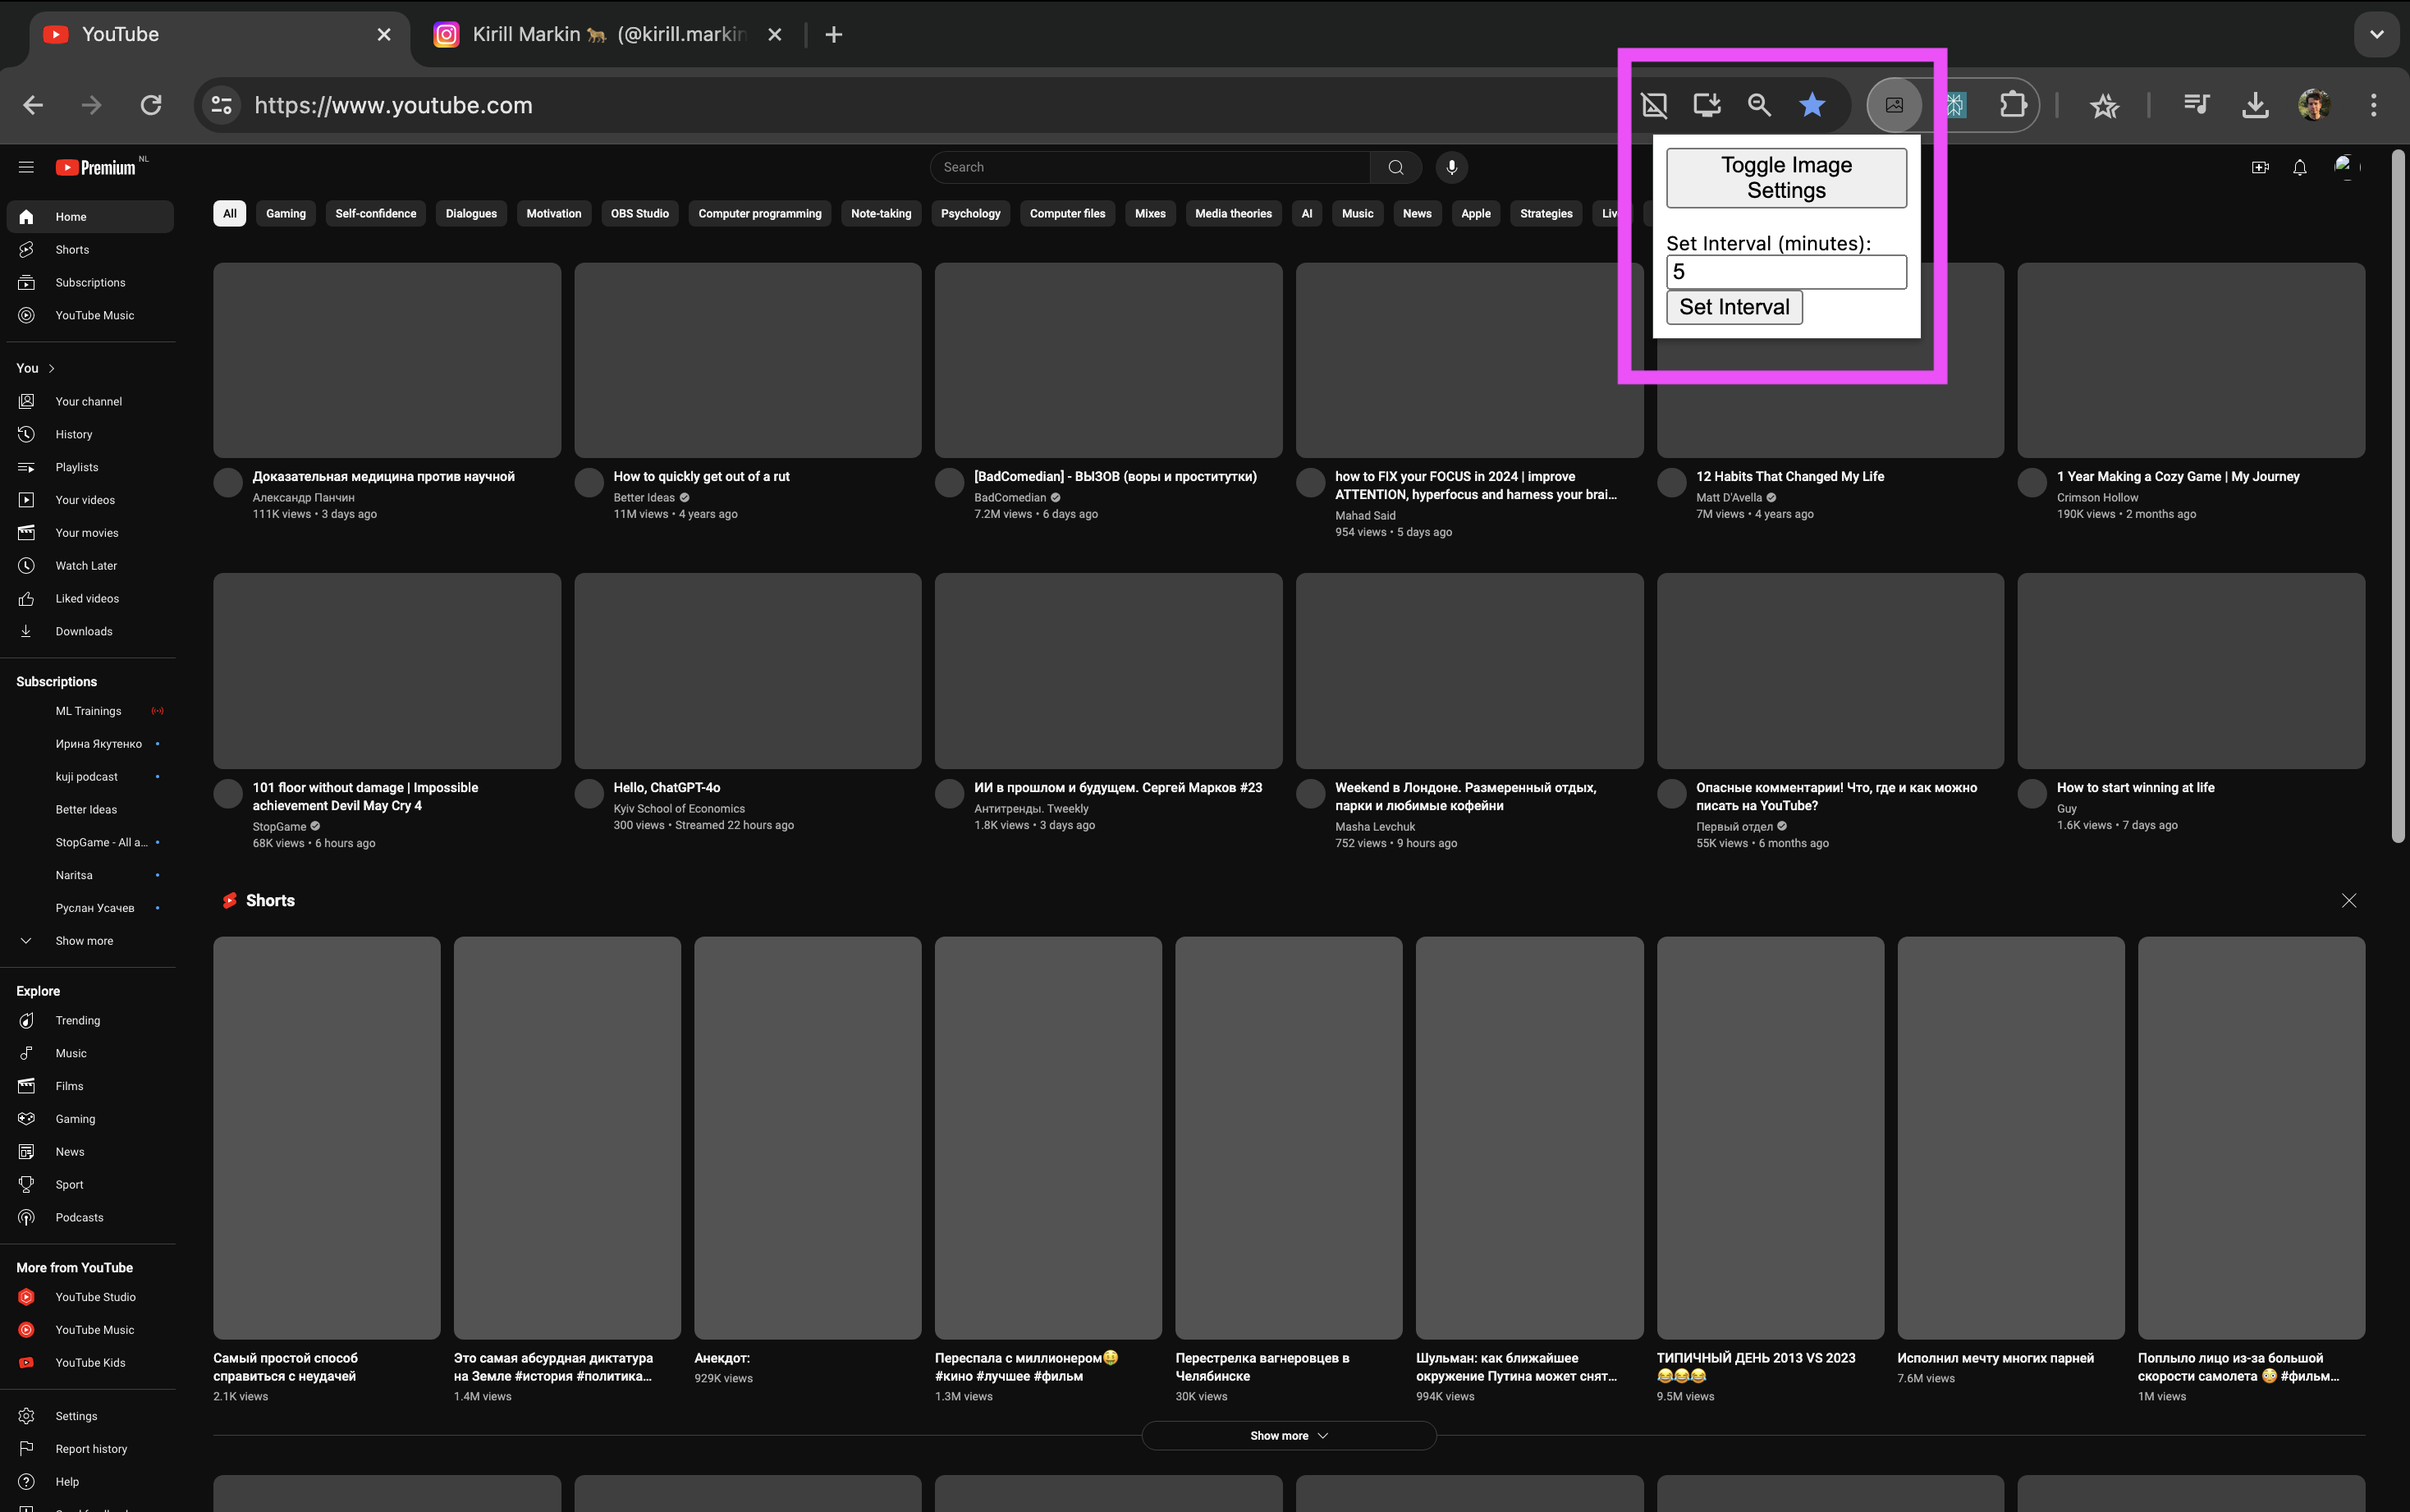 YouTube
Kirill Markin 🐆 (@kirill.markin
https://www.youtube.com
Premium NL
Search
Toggle Image
Settings
Set Interval (minutes):
5
Set Interval
Home
Shorts
Subscriptions
YouTube Music
You
Your channel
History
Playlists
Your videos
Your movies
Watch Later
Liked videos
Downloads
Subscriptions
ML Trainings
Ирина Якутенко
kuji podcast
Better Ideas
StopGame - All a...
Naritsa
Руслан Усачев
Show more
Explore
Trending
Music
Films
Gaming
News
Sport
Podcasts
More from YouTube
YouTube Studio
YouTube Music
YouTube Kids
Settings
Report history
Help
All Gaming Self-confidence Dialogues Motivation OBS Studio Computer programming Note-taking Psychology Computer files Mixes Media theories AI Music News Apple Strategies
Доказательная медицина против научной
Александр Панчин
111K views • 3 days ago
How to quickly get out of a rut
Better Ideas
11M views • 4 years ago
[BadComedian] - ВЫЗОВ (воры и проститутки)
BadComedian
7.2M views • 6 days ago
how to FIX your FOCUS in 2024 | improve
ATTENTION, hyperfocus and harness your brai...
Mahad Said
954 views • 5 days ago
12 Habits That Changed My Life
Matt D'Avella
7M views • 4 years ago
1 Year Making a Cozy Game | My Journey
Crimson Hollow
190K views • 2 months ago
101 floor without damage | Impossible
achievement Devil May Cry 4
StopGame
68K views • 6 hours ago
Hello, ChatGPT-4o
Kyiv School of Economics
300 views • Streamed 22 hours ago
ИИ в прошлом и будущем. Сергей Марков #23
Антитренды. Tweekly
1.8K views • 3 days ago
Weekend в Лондоне. Размеренный отдых,
парки и любимые кофейни
Masha Levchuk
752 views • 9 hours ago
Опасные комментарии! Что, где и как можно
писать на YouTube?
Первый отдел
55K views • 6 months ago
How to start winning at life
Guy
1.6K views • 7 days ago
Shorts
Самый простой способ
справиться с неудачей
2.1K views
Это самая абсурдная диктатура
на Земле #история #политика...
1.4M views
Анекдот:
929K views
Переспала с миллионером🤑
#кино #лучшее #фильм
1.3M views
Перестрелка вагнеровцев в
Челябинске
30K views
Шульман: как ближайшее
окружение Путина может снят...
994K views
ТИПИЧНЫЙ ДЕНЬ 2013 VS 2023
😂😂😂
9.5M views
Исполнил мечту многих парней
7.6M views
Поплыло лицо из-за большой
скорости самолета 😳 #фильм...
1M views
Show more